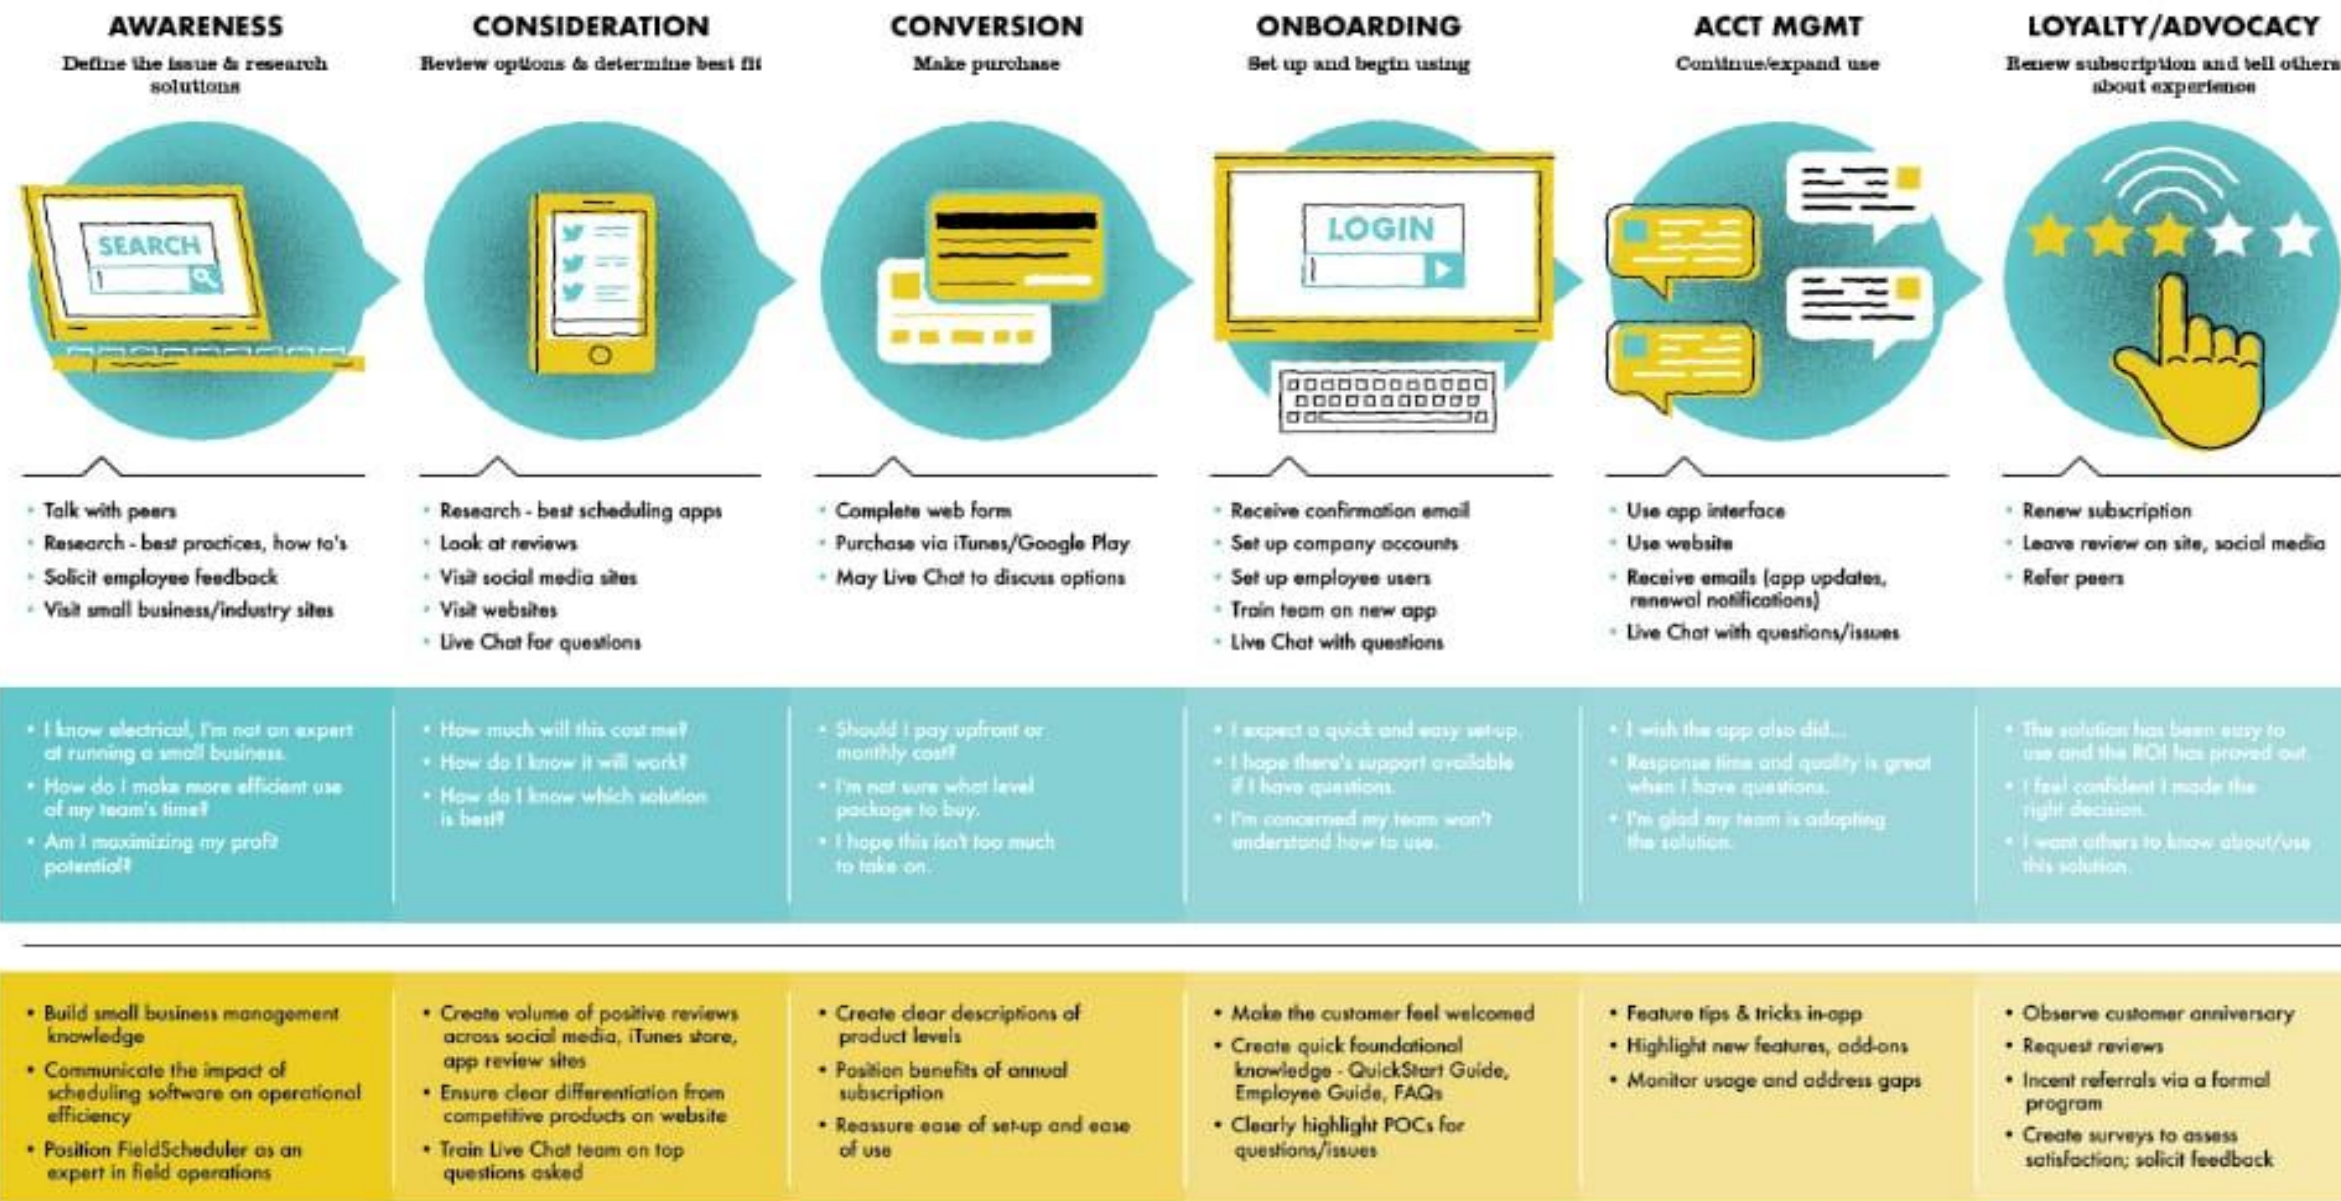 AWARENESS
Define the issue & research
solutions
CONSIDERATION
Review options & determine best fit
CONVERSION
Make purchase
ONBOARDING
Set up and begin using
ACCT MGMT
Continue/expand use
LOYALTY/ADVOCACY
Renew subscription and tell others
about experience
SEARCH
LOGIN
• Talk with peers
• Research - best practices, how to's
• Solicit employee feedback
• Visit small business/industry sites
• Research - best scheduling apps
• Look at reviews
• Visit social media sites
• Visit websites
• Live Chat for questions
• Complete web form
• Purchase via iTunes/Google Play
• May Live Chat to discuss options
• Receive confirmation email
• Set up company accounts
• Set up employee users
• Train team on new app
• Live Chat with questions
• Use app interface
• Use website
• Receive emails (app updates,
renewal notifications)
• Live Chat with questions/issues
• Renew subscription
• Leave review on site, social media
• Refer peers
• I know electrical, I'm not an expert
at running a small business.
• How do I make more efficient use
of my team's time?
• Am I maximizing my profit
potential?
• How much will this cost me?
• How do I know it will work?
• How do I know which solution
is best?
• Should I pay upfront or
monthly cost?
• I'm not sure what level
package to buy.
• I hope this isn't too much
to take on.
• I expect a quick and easy set-up.
• I hope there's support available
if I have questions.
• I'm concerned my team won't
understand how to use.
• I wish the app also did...
• Response time and quality is great
when I have questions.
• I'm glad my team is adopting
the solution.
• The solution has been easy to
use and the ROI has proved out.
• I feel confident I made the
right decision.
• I want others to know about/use
this solution.
• Build small business management
knowledge
• Communicate the impact of
scheduling software on operational
efficiency
• Position FieldScheduler as an
expert in field operations
• Create volume of positive reviews
across social media, iTunes store,
app review sites
• Ensure clear differentiation from
competitive products on website
• Train Live Chat team on top
questions asked
• Create clear descriptions of
product levels
• Position benefits of annual
subscription
• Reassure ease of set-up and ease
of use
• Make the customer feel welcomed
• Create quick foundational
knowledge - QuickStart Guide,
Employee Guide, FAQs
• Clearly highlight POCs for
questions/issues
• Feature tips & tricks in-app
• Highlight new features, add-ons
• Monitor usage and address gaps
• Observe customer anniversary
• Request reviews
• Incent referrals via a formal
program
• Create surveys to assess
satisfaction; solicit feedback